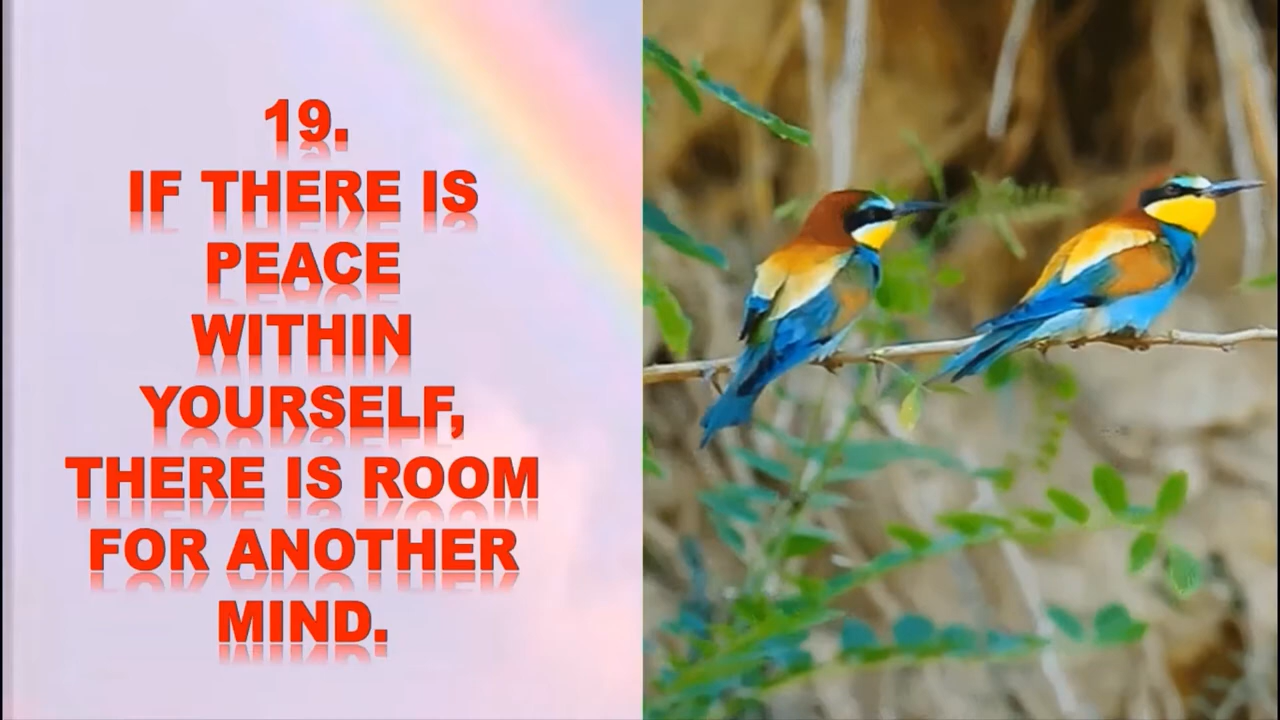 19.
IF THERE IS
PEACE
WITHIN
YOURSELF,
THERE IS ROOM
FOR ANOTHER
MIND.